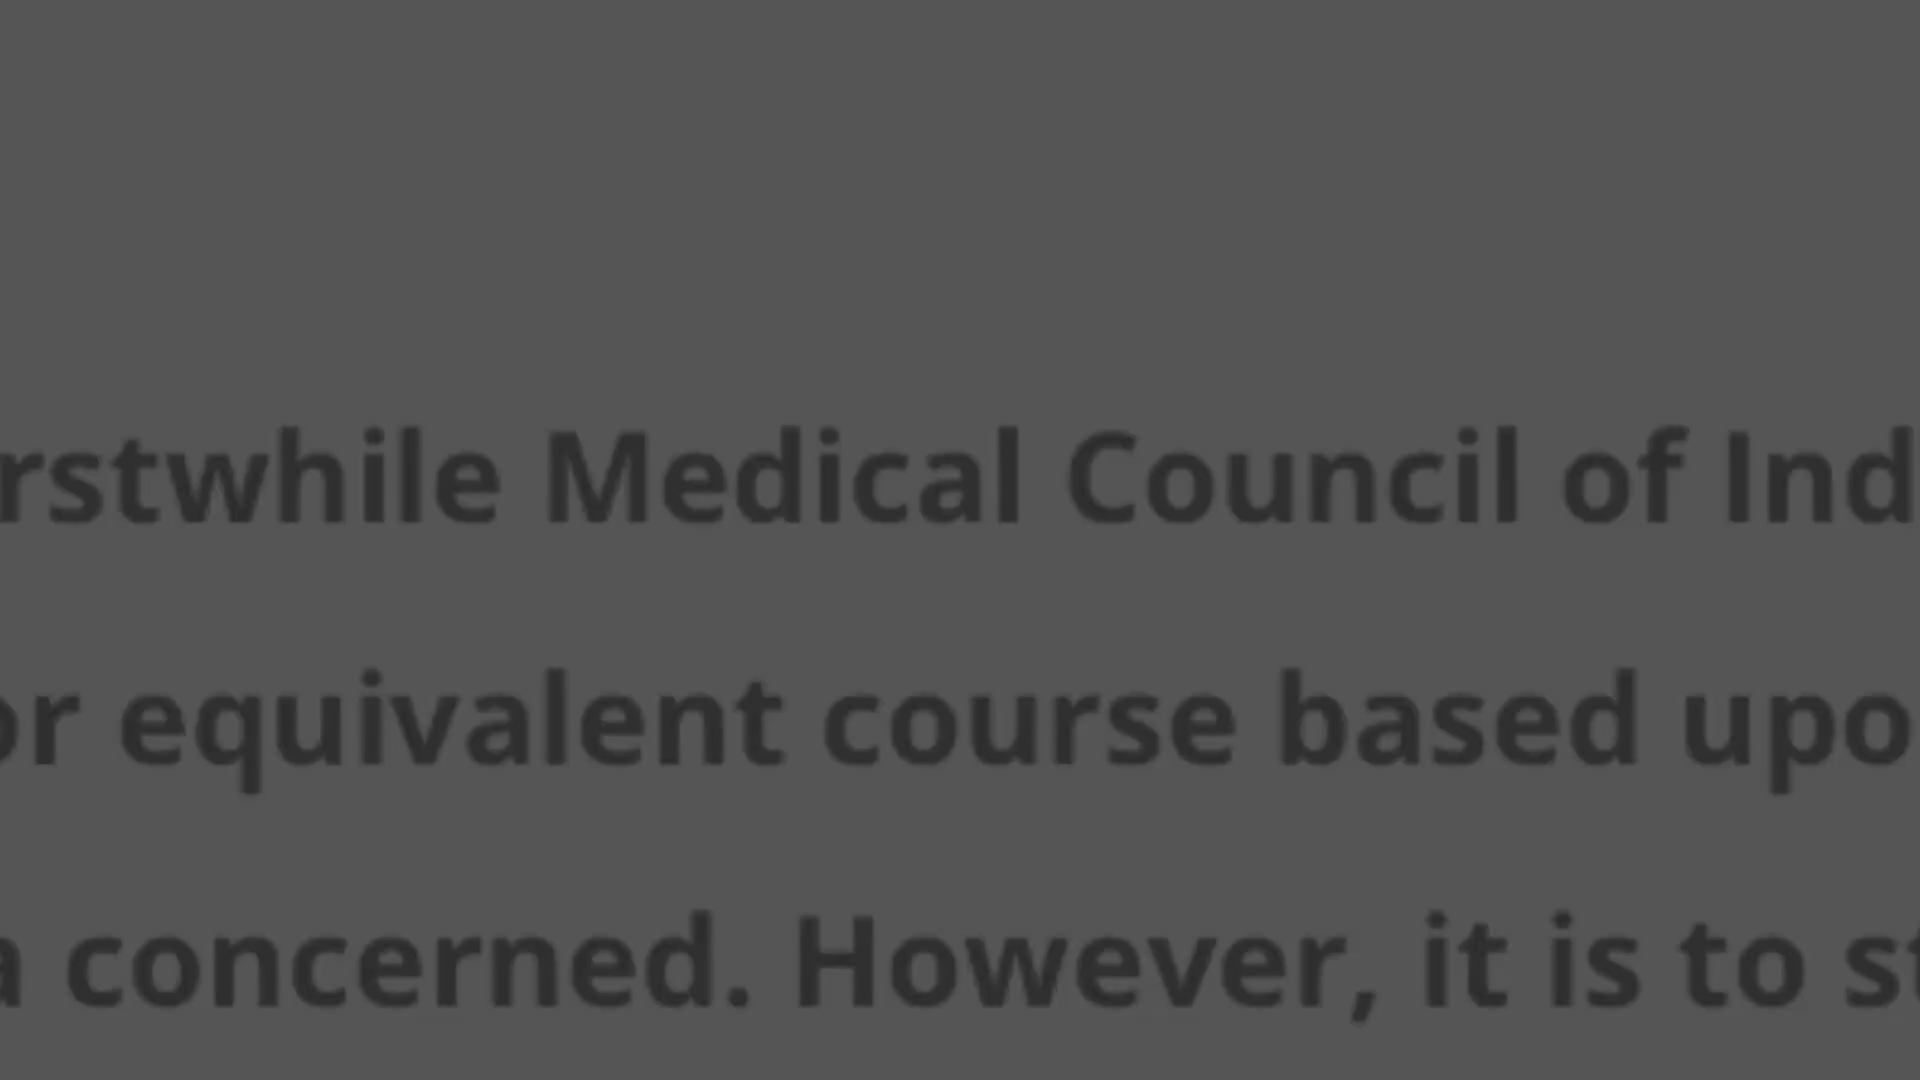 rstwhile Medical Council of Ind
or equivalent course based upo
a concerned. However, it is to st